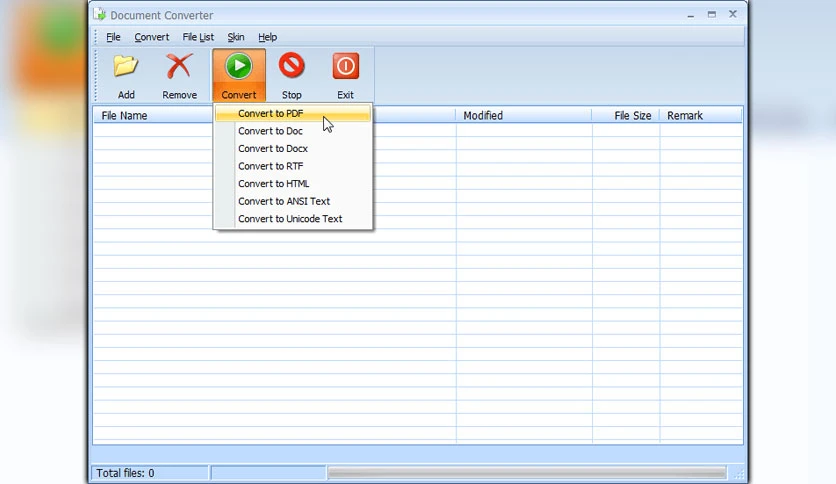 Document Converter
File Convert File List Skin Help
Add Remove Convert Stop Exit
File Name Modified File Size Remark
Convert to PDF
Convert to Doc
Convert to Docx
Convert to RTF
Convert to HTML
Convert to ANSI Text
Convert to Unicode Text
Total files: 0